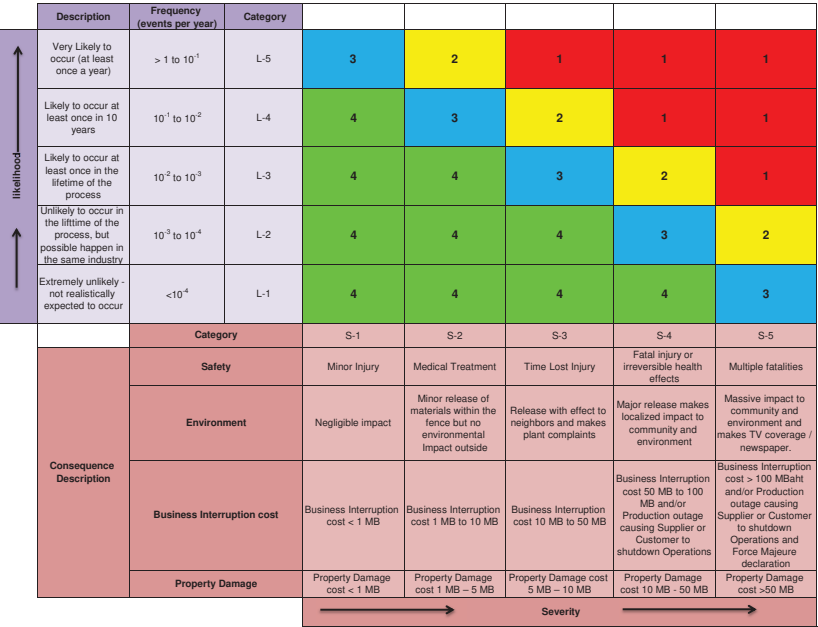 Description
Frequency
(events per year)
Category
likelihood
Very Likely to
occur (at least
once a year)
> 1 to 10-1
L-5
3
2
1
1
1
Likely to occur at
least once in 10
years
10-1 to 10-2
L-4
4
3
2
1
1
Likely to occur at
least once in the
lifetime of the
process
10-2 to 10-3
L-3
4
4
3
2
1
Unlikely to occur in
the lifttime of the
process, but
possible happen in
the same industry
10-3 to 10-4
L-2
4
4
4
3
2
Extremely unlikely -
not realistically
expected to occur
<10-4
L-1
4
4
4
4
3
Category
S-1
S-2
S-3
S-4
S-5
Consequence
Description
Safety
Minor Injury
Medical Treatment
Time Lost Injury
Fatal injury or
irreversible health
effects
Multiple fatalities
Environment
Negligible impact
Minor release of
materials within the
fence but no
environmental
Impact outside
Release with effect to
neighbors and makes
plant complaints
Major release makes
localized impact to
community and
environment
Massive impact to
community and
environment and
makes TV coverage /
newspaper.
Business Interruption cost
Business Interruption
cost < 1 MB
Business Interruption
cost 1 MB to 10 MB
Business Interruption
cost 10 MB to 50 MB
Business Interruption
cost 50 MB to 100
MB and/or
Production outage
causing Supplier or
Customer to
shutdown Operations
Business Interruption
cost > 100 MBaht
and/or Production
outage causing
Supplier or Customer
to shutdown
Operations and
Force Majeure
declaration
Property Damage
Property Damage
cost < 1 MB
Property Damage
cost 1 MB – 5 MB
Property Damage cost
5 MB – 10 MB
Property Damage
cost 10 MB - 50 MB
Property Damage
cost >50 MB
Severity